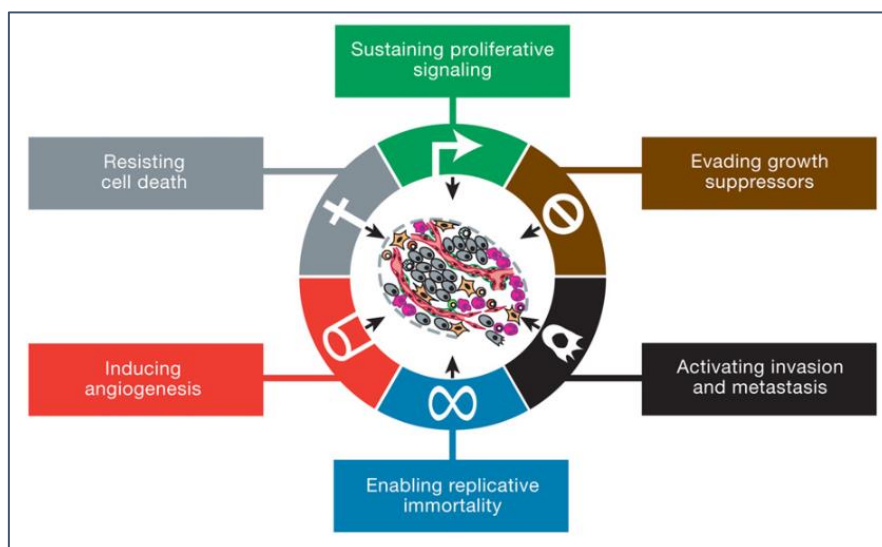 Sustaining proliferative
signaling
Resisting
cell death
Evading growth
suppressors
Inducing
angiogenesis
Activating invasion
and metastasis
Enabling replicative
immortality